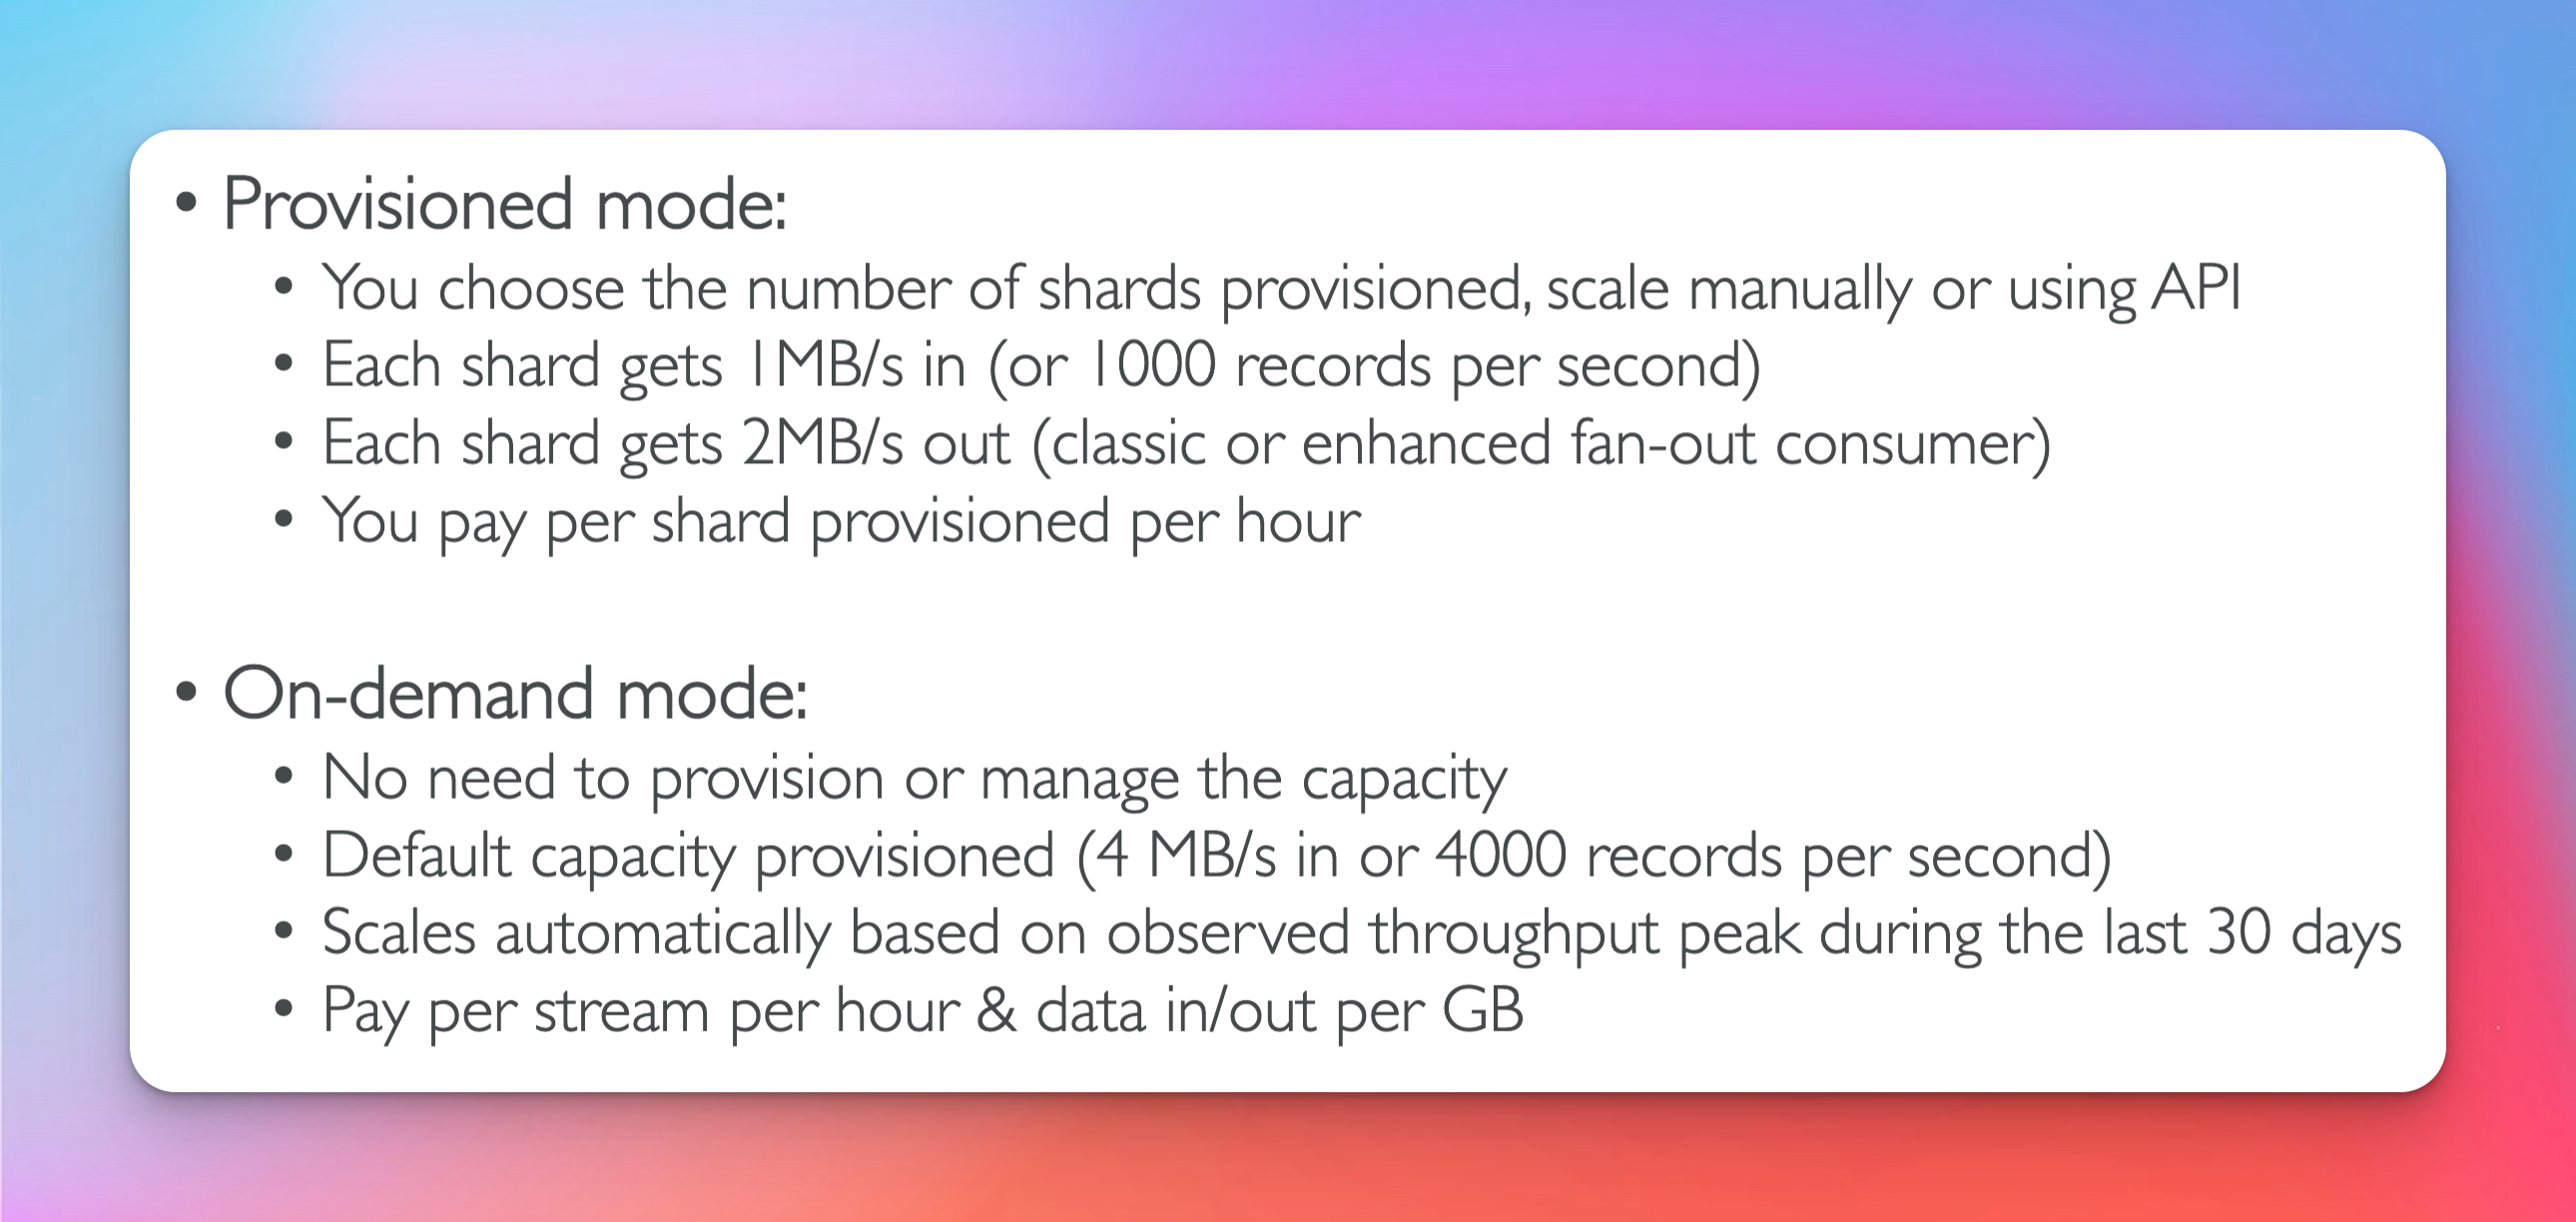 • Provisioned mode:
• You choose the number of shards provisioned, scale manually or using API
• Each shard gets 1MB/s in (or 1000 records per second)
• Each shard gets 2MB/s out (classic or enhanced fan-out consumer)
• You pay per shard provisioned per hour
• On-demand mode:
• No need to provision or manage the capacity
• Default capacity provisioned (4 MB/s in or 4000 records per second)
• Scales automatically based on observed throughput peak during the last 30 days
• Pay per stream per hour & data in/out per GB